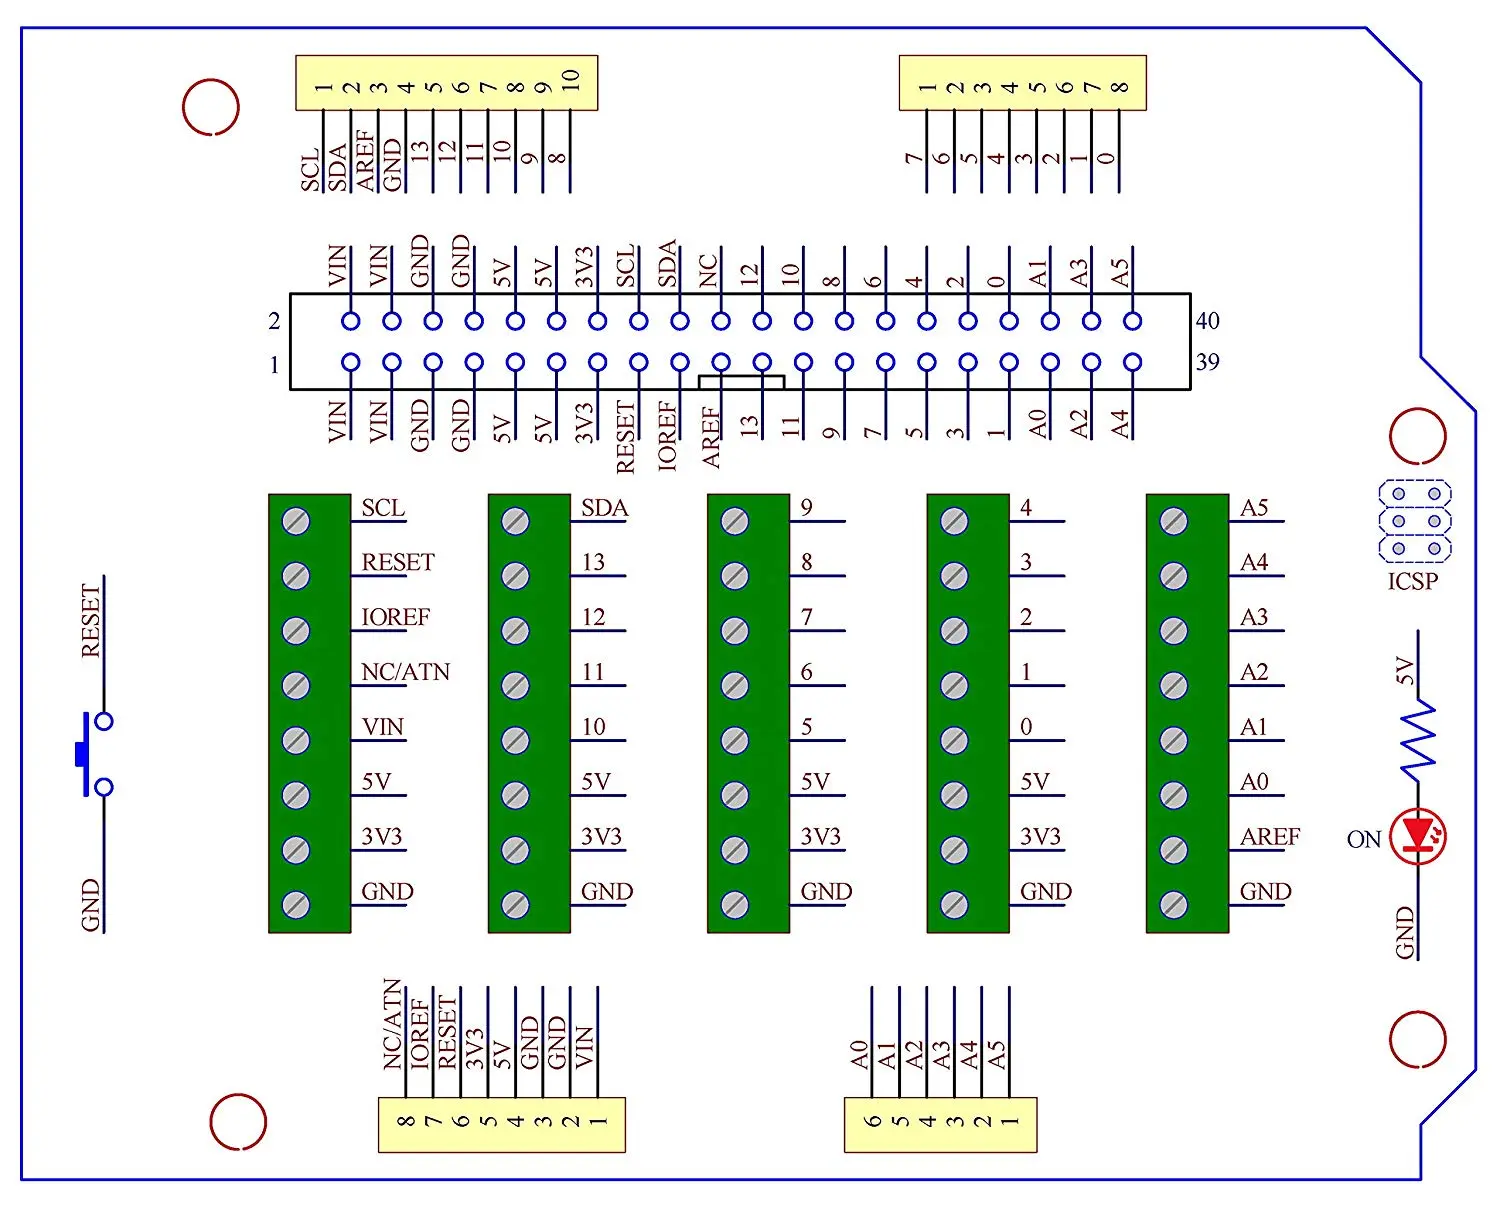 1 2 3 4 5 6 7 8 9 10
SCL SDA AREF GND 13 12 11 10 9 8
1 2 3 4 5 6 7 8
7 6 5 4 3 2 1 0
VIN VIN GND GND 5V 5V 3V3 SCL SDA NC 12 10 8 6 4 2 0 A1 A3 A5
2 40
1 39
VIN VIN GND GND 5V 5V 3V3 RESET IOREF AREF 13 11 9 7 5 3 1 A0 A2 A4
RESET
GND
SCL
RESET
IOREF
NC/ATN
VIN
5V
3V3
GND
SDA
13
12
11
10
5V
3V3
GND
9
8
7
6
5
5V
3V3
GND
4
3
2
1
0
5V
3V3
GND
A5
A4
A3
A2
A1
A0
AREF
GND
ICSP
5V
ON
GND
NC/ATN IOREF RESET 3V3 5V GND GND VIN
8 7 6 5 4 3 2 1
A0 A1 A2 A3 A4 A5
6 5 4 3 2 1